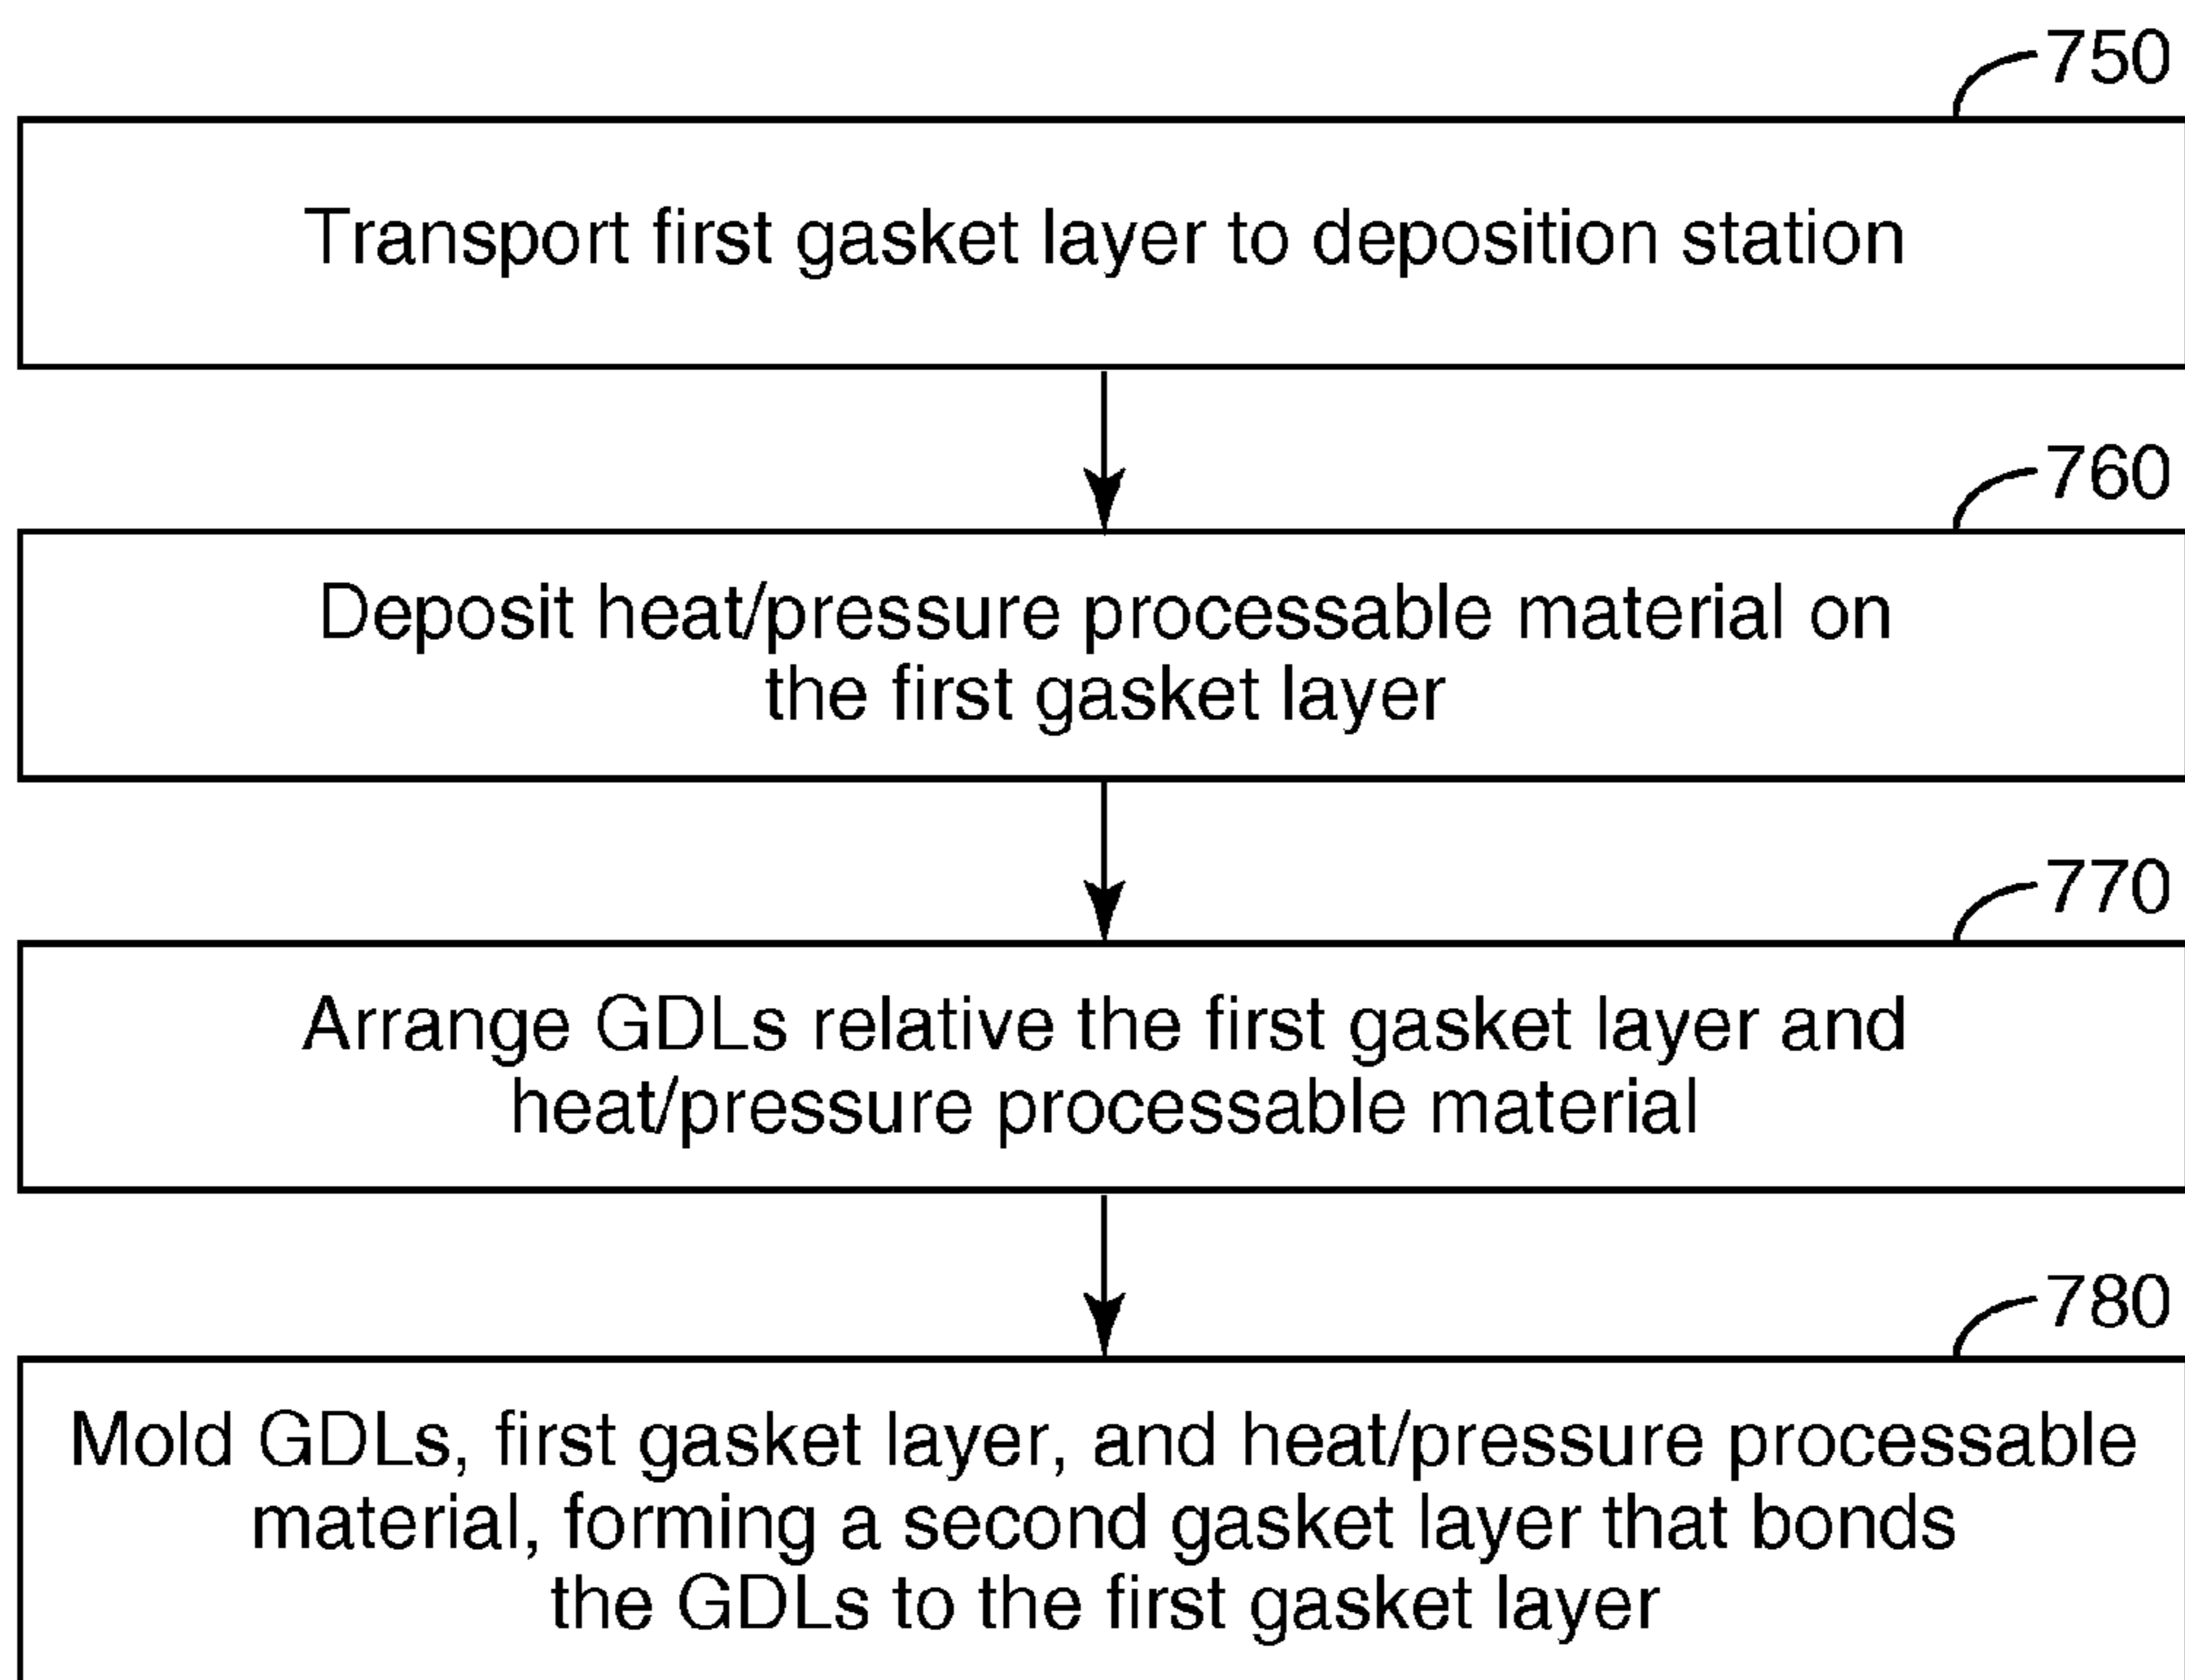 750
Transport first gasket layer to deposition station
760
Deposit heat/pressure processable material on
the first gasket layer
770
Arrange GDLs relative the first gasket layer and
heat/pressure processable material
780
Mold GDLs, first gasket layer, and heat/pressure processable
material, forming a second gasket layer that bonds
the GDLs to the first gasket layer